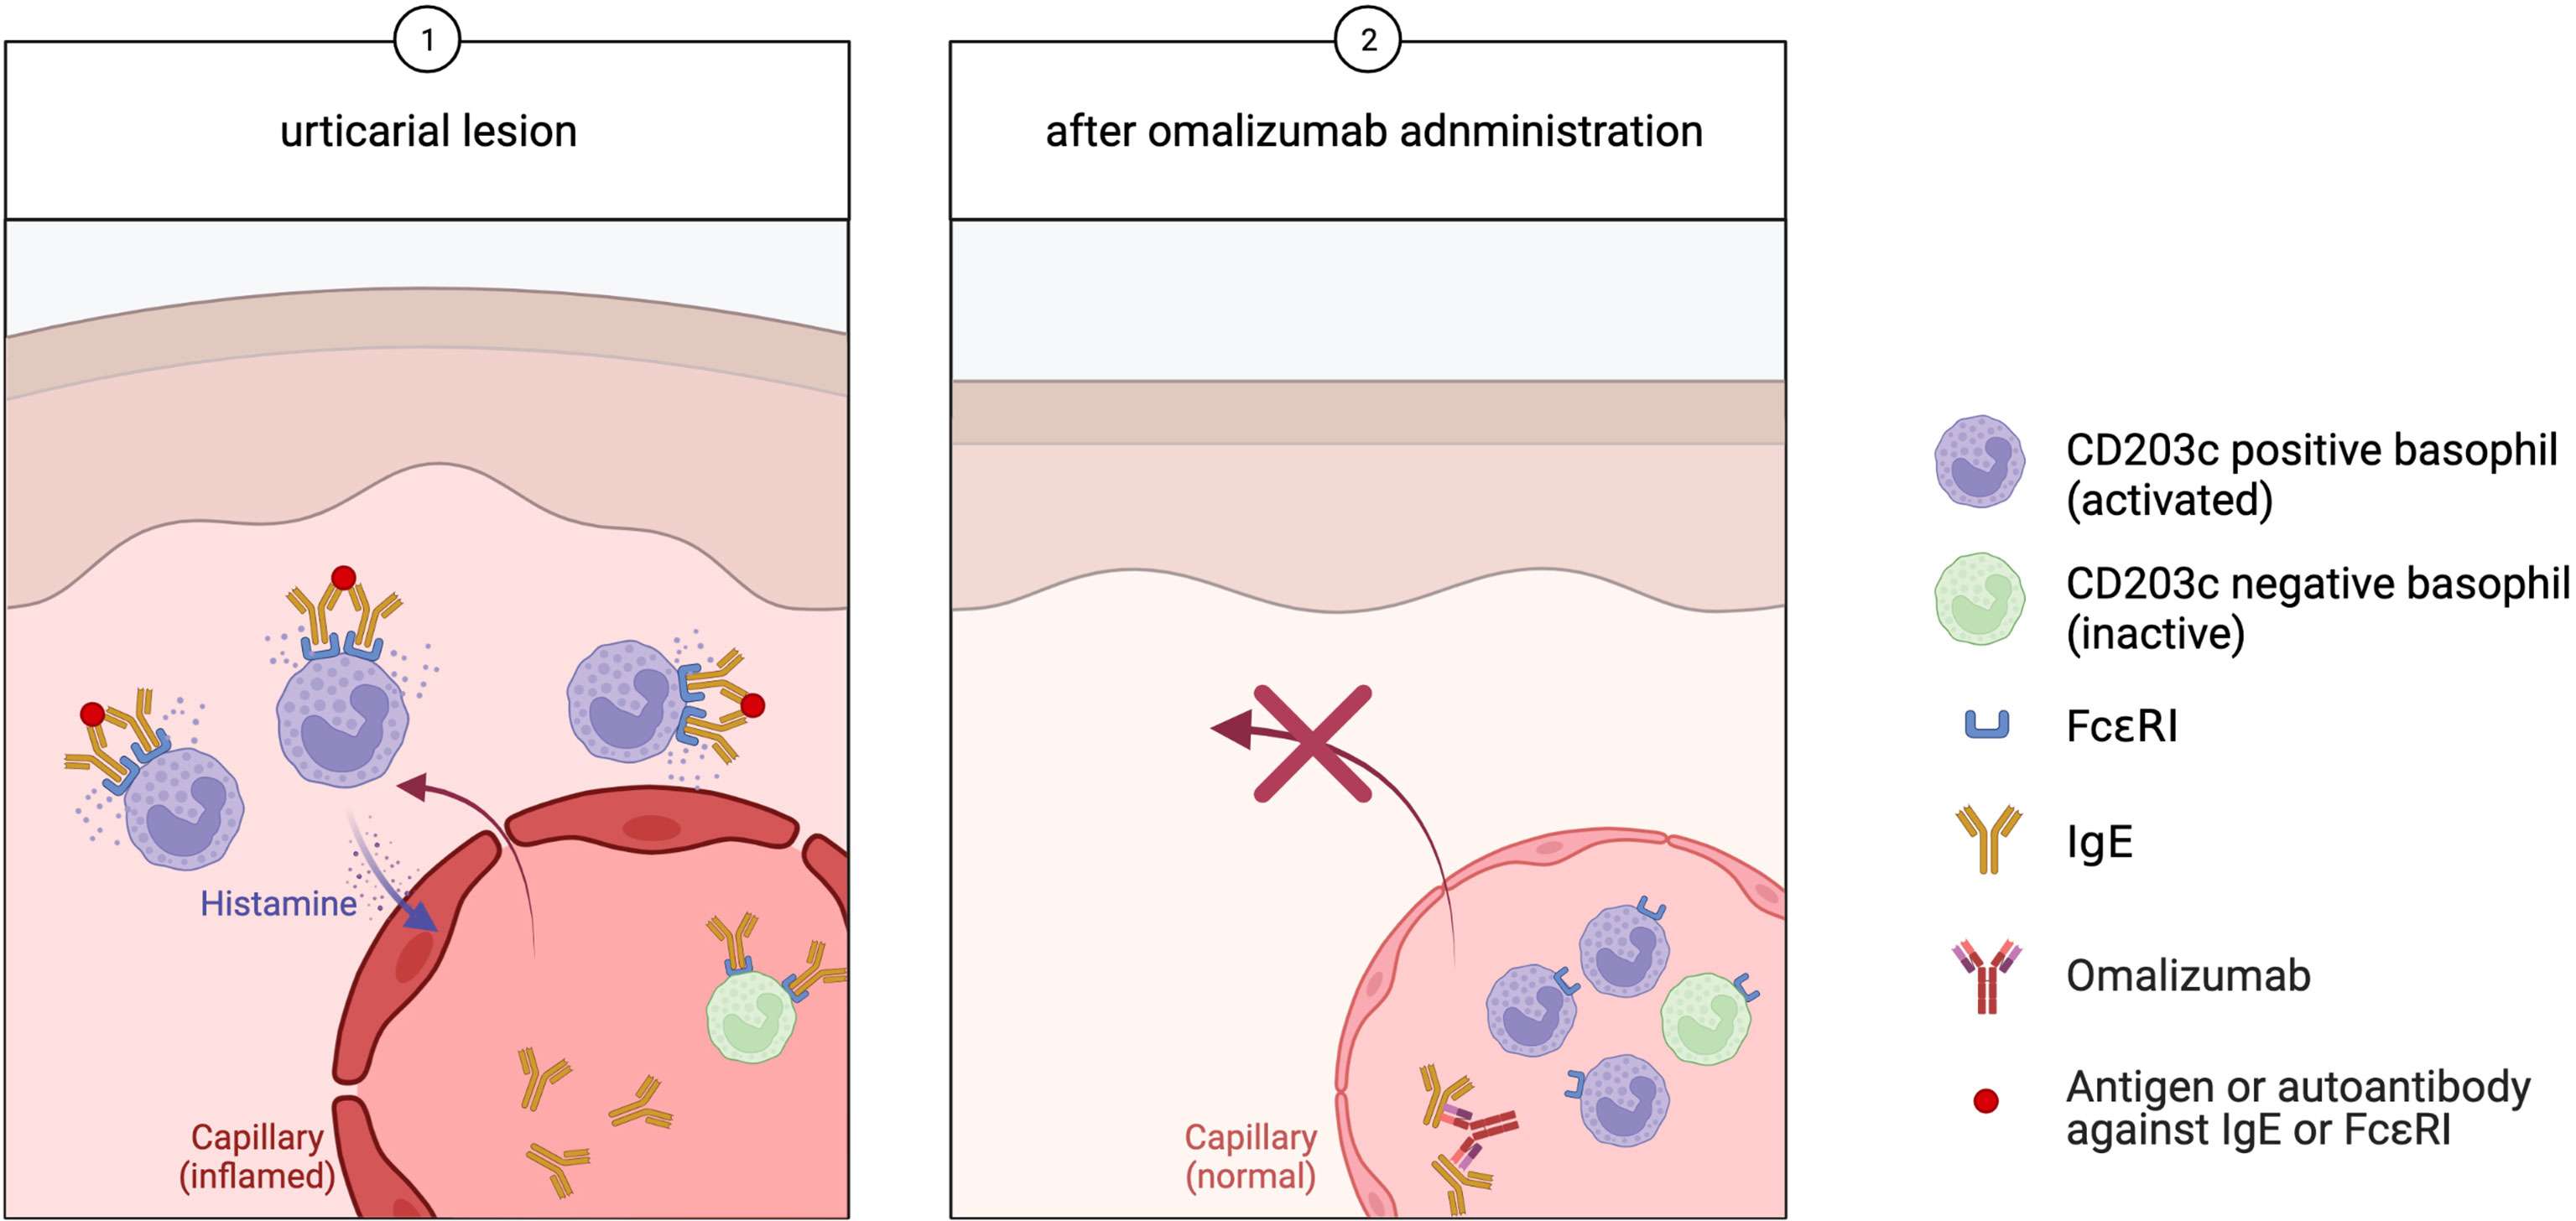 1
urticarial lesion
Histamine
Capillary
(inflamed)
2
after omalizumab adnministration
Capillary
(normal)
CD203c positive basophil
(activated)
CD203c negative basophil
(inactive)
FcεRI
IgE
Omalizumab
Antigen or autoantibody
against IgE or FcεRI